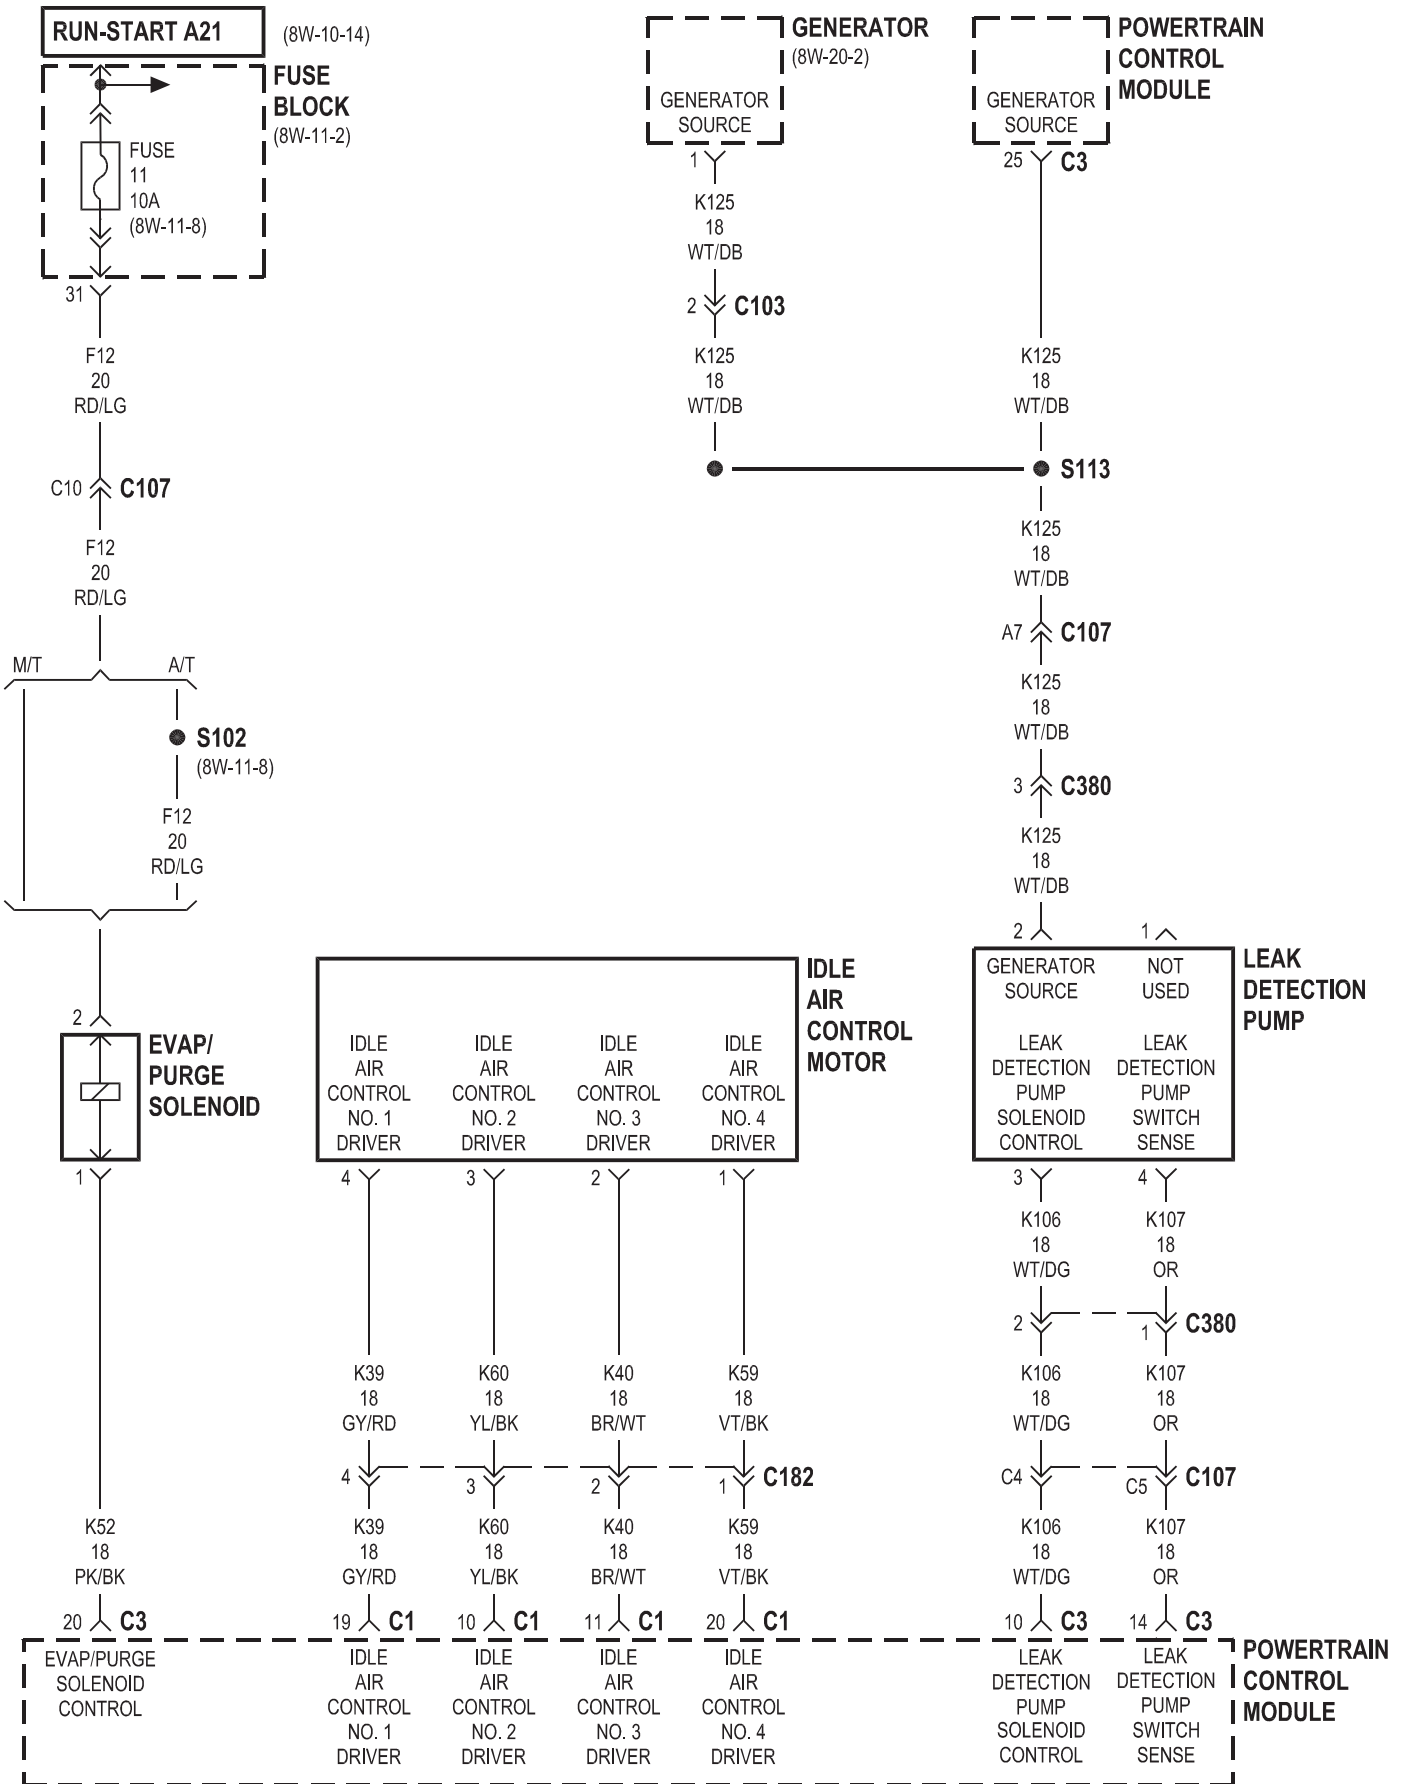 RUN-START A21
(8W-10-14)
FUSE
BLOCK
(8W-11-2)
FUSE
11
10A
(8W-11-8)
31
F12
20
RD/LG
C10
C107
F12
20
RD/LG
M/T
A/T
S102
(8W-11-8)
F12
20
RD/LG
2
EVAP/
PURGE
SOLENOID
1
K52
18
PK/BK
20
C3
GENERATOR
(8W-20-2)
GENERATOR
SOURCE
1
K125
18
WT/DB
2
C103
K125
18
WT/DB
POWERTRAIN
CONTROL
MODULE
GENERATOR
SOURCE
25
C3
K125
18
WT/DB
S113
K125
18
WT/DB
A7
C107
K125
18
WT/DB
3
C380
K125
18
WT/DB
2
1
GENERATOR
SOURCE
NOT
USED
LEAK
DETECTION
PUMP
LEAK
DETECTION
PUMP
SOLENOID
CONTROL
LEAK
DETECTION
PUMP
SWITCH
SENSE
3
4
K106
18
WT/DG
K107
18
OR
2
1
C380
K106
18
WT/DG
K107
18
OR
C4
C5
C107
K106
18
WT/DG
K107
18
OR
10
C3
14
C3
IDLE
AIR
CONTROL
MOTOR
IDLE
AIR
CONTROL
NO. 1
DRIVER
IDLE
AIR
CONTROL
NO. 2
DRIVER
IDLE
AIR
CONTROL
NO. 3
DRIVER
IDLE
AIR
CONTROL
NO. 4
DRIVER
4
3
2
1
K39
18
GY/RD
K60
18
YL/BK
K40
18
BR/WT
K59
18
VT/BK
4
3
2
1
C182
K39
18
GY/RD
K60
18
YL/BK
K40
18
BR/WT
K59
18
VT/BK
19
C1
10
C1
11
C1
20
C1
EVAP/PURGE
SOLENOID
CONTROL
IDLE
AIR
CONTROL
NO. 1
DRIVER
IDLE
AIR
CONTROL
NO. 2
DRIVER
IDLE
AIR
CONTROL
NO. 3
DRIVER
IDLE
AIR
CONTROL
NO. 4
DRIVER
LEAK
DETECTION
PUMP
SOLENOID
CONTROL
LEAK
DETECTION
PUMP
SWITCH
SENSE
POWERTRAIN
CONTROL
MODULE